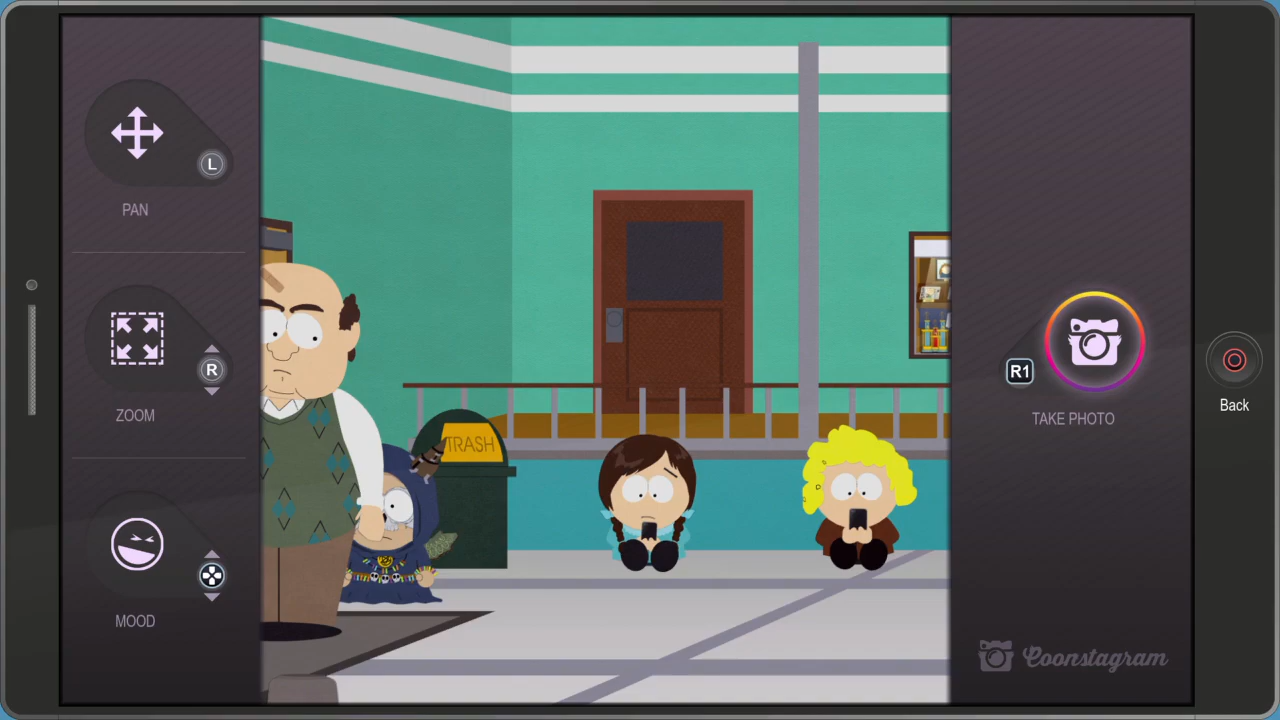 L
PAN
R
ZOOM
MOOD
TRASH
R1
TAKE PHOTO
Back
Coonstagram